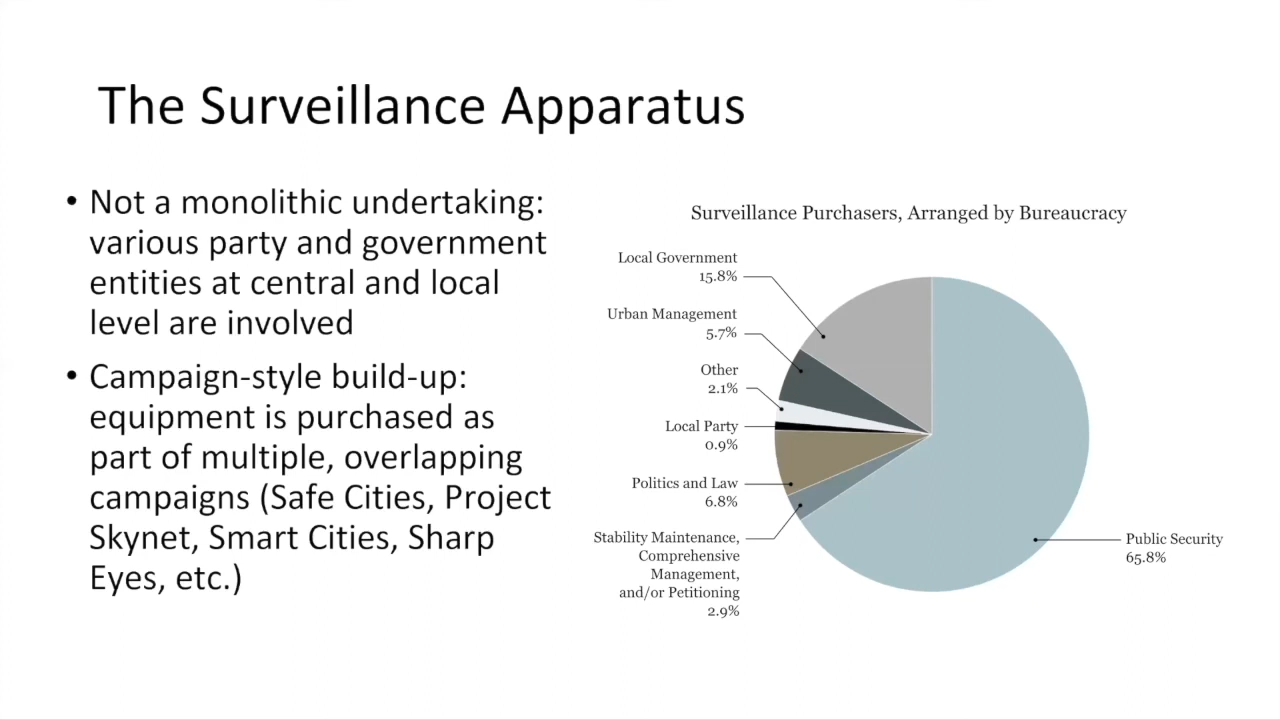 The Surveillance Apparatus
• Not a monolithic undertaking:
various party and government
entities at central and local
level are involved
• Campaign-style build-up:
equipment is purchased as
part of multiple, overlapping
campaigns (Safe Cities, Project
Skynet, Smart Cities, Sharp
Eyes, etc.)
Surveillance Purchasers, Arranged by Bureaucracy
Local Government
15.8%
Urban Management
5.7%
Other
2.1%
Local Party
0.9%
Politics and Law
6.8%
Stability Maintenance,
Comprehensive
Management,
and/or Petitioning
2.9%
Public Security
65.8%